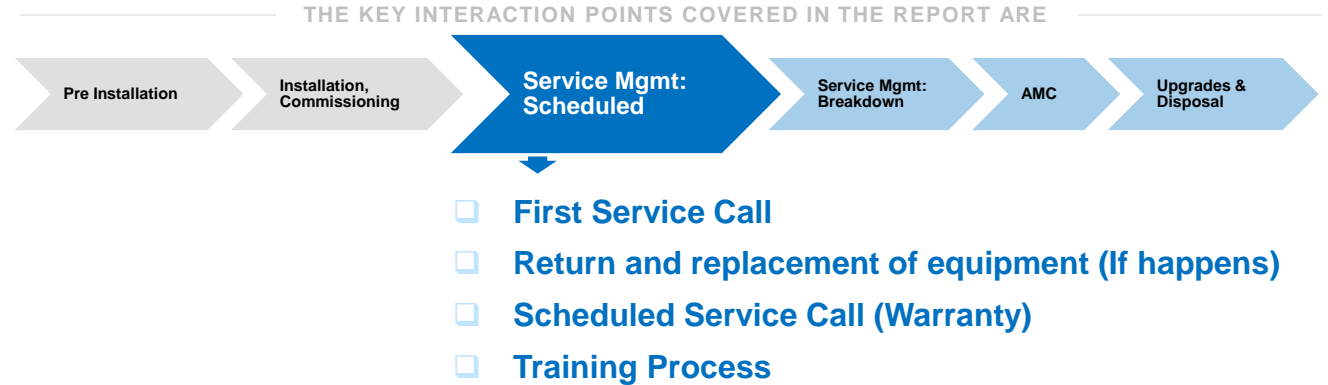 THE KEY INTERACTION POINTS COVERED IN THE REPORT ARE
Pre Installation
Installation,
Commissioning
Service Mgmt:
Scheduled
Service Mgmt:
Breakdown
AMC
Upgrades &
Disposal
First Service Call
Return and replacement of equipment (If happens)
Scheduled Service Call (Warranty)
Training Process